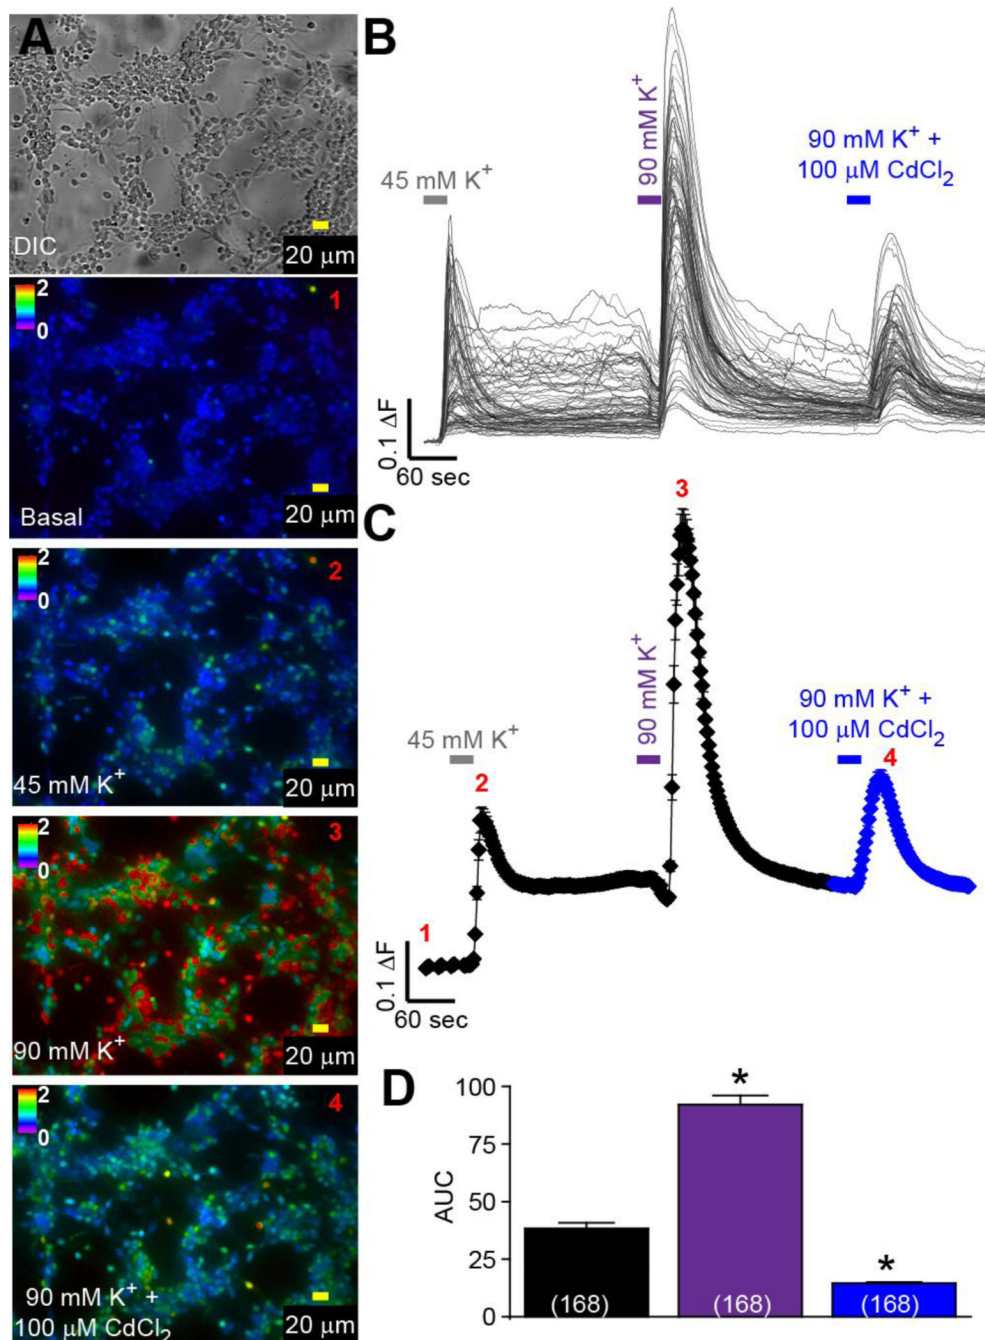 A
DIC
20 μm
2
0
1
Basal
20 μm
2
0
2
45 mM K⁺
20 μm
2
0
3
90 mM K⁺
20 μm
2
0
4
90 mM K⁺ +
100 μM CdCl₂
20 μm
B
45 mM K⁺
90 mM K⁺
90 mM K⁺ +
100 μM CdCl₂
0.1 ΔF
60 sec
C
3
45 mM K⁺
90 mM K⁺
90 mM K⁺ +
100 μM CdCl₂
2
4
1
0.1 ΔF
60 sec
D
100
75
50
25
0
AUC
*
*
(168)
(168)
(168)